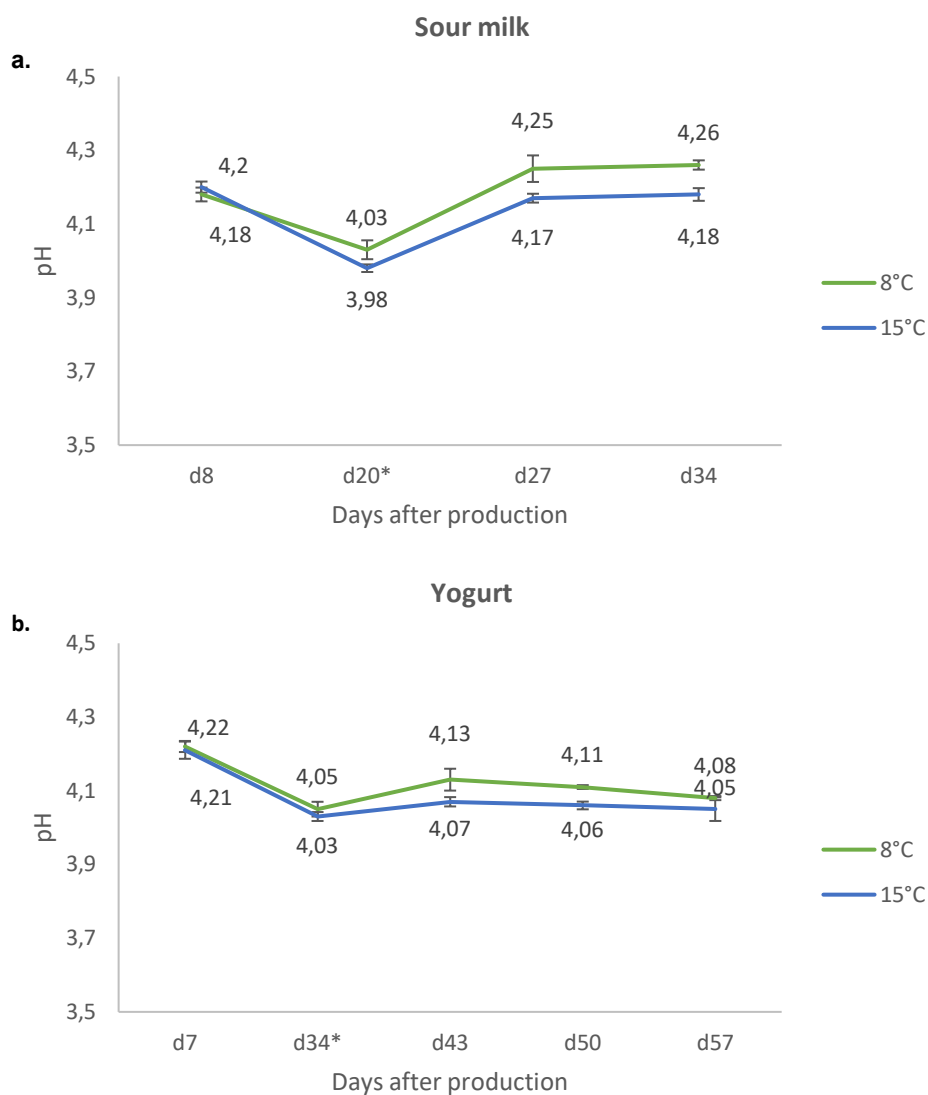 Sour milk
a.
4,5
4,3
4,1
3,9
3,7
3,5
pH
4,2
4,18
4,03
3,98
4,25
4,17
4,26
4,18
8°C
15°C
d8 d20* d27 d34
Days after production
Yogurt
b.
4,5
4,3
4,1
3,9
3,7
3,5
pH
4,22
4,21
4,05
4,03
4,13
4,07
4,11
4,06
4,08
4,05
8°C
15°C
d7 d34* d43 d50 d57
Days after production